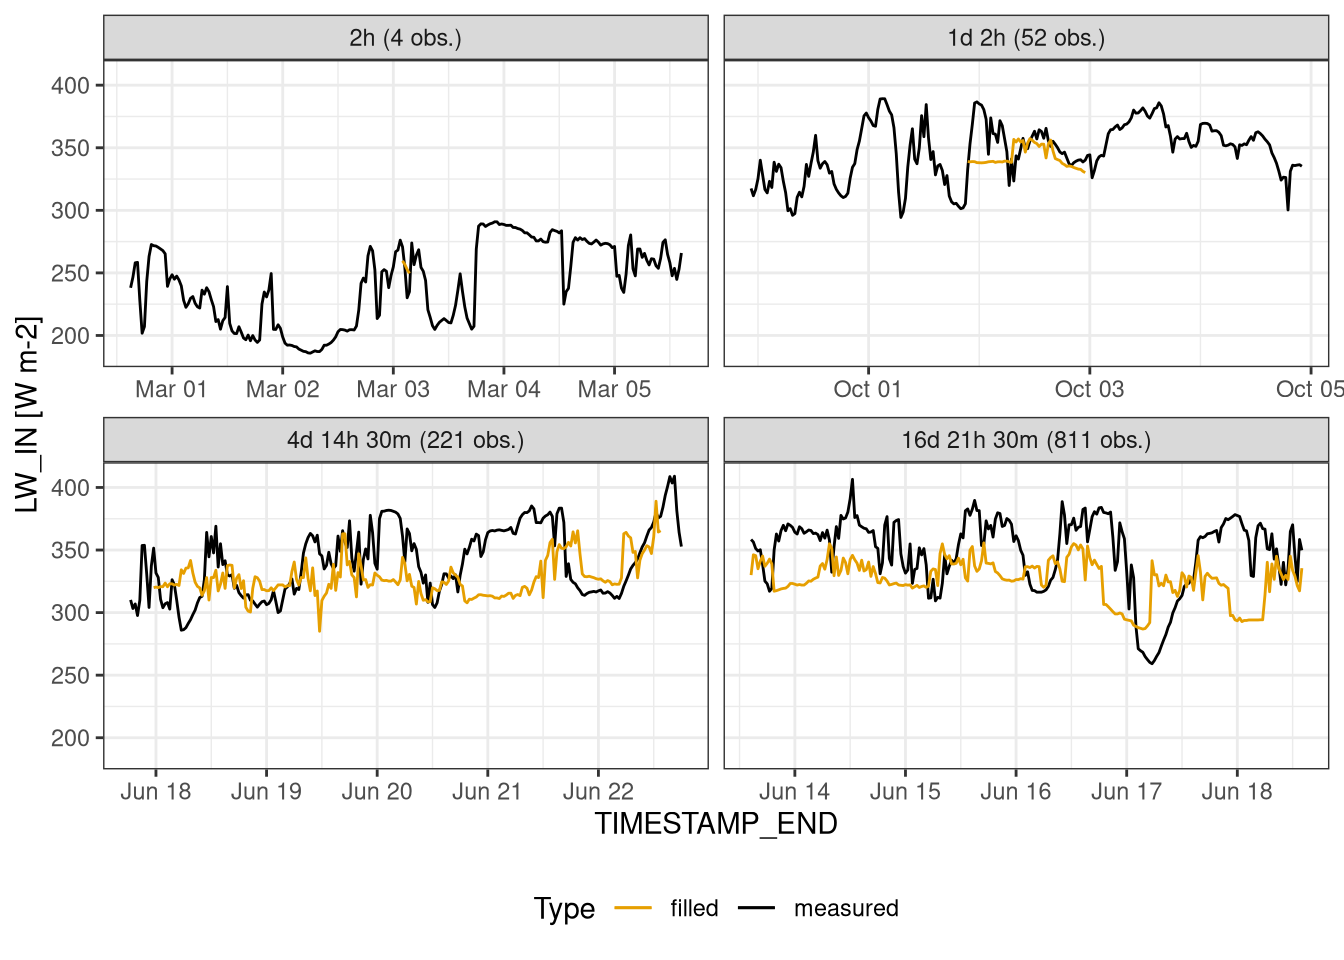 2h (4 obs.)
1d 2h (52 obs.)
400
350
300
250
200
Mar 01 Mar 02 Mar 03 Mar 04 Mar 05
Oct 01 Oct 03 Oct 05
LW_IN [W m-2]
4d 14h 30m (221 obs.)
16d 21h 30m (811 obs.)
400
350
300
250
200
Jun 18 Jun 19 Jun 20 Jun 21 Jun 22
Jun 14 Jun 15 Jun 16 Jun 17 Jun 18
TIMESTAMP_END
Type filled measured